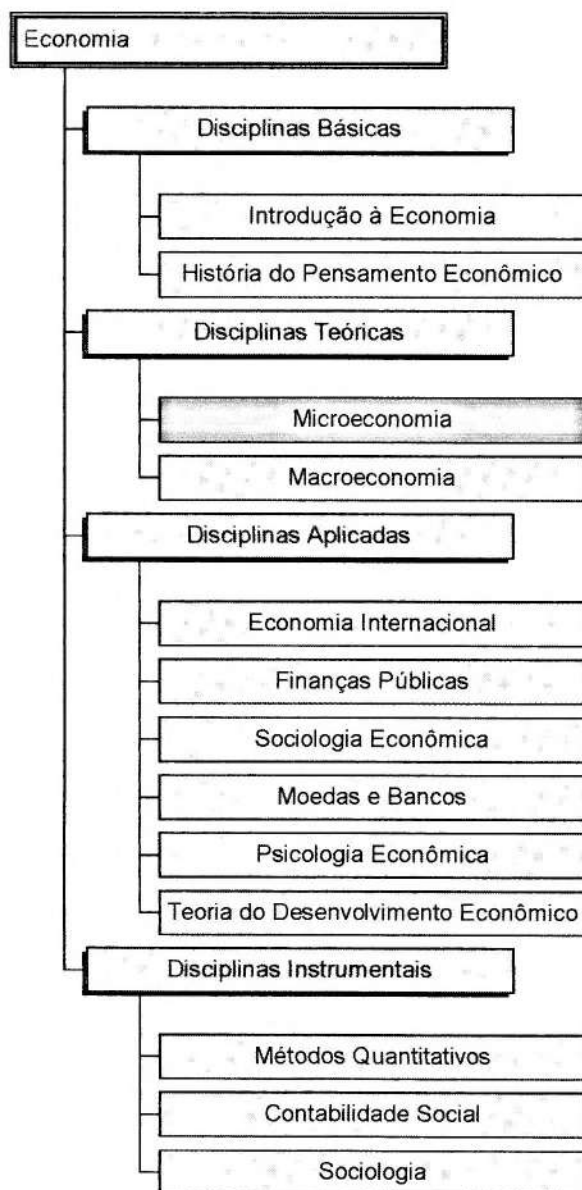 Economia
Disciplinas Básicas
Introdução à Economia
História do Pensamento Econômico
Disciplinas Teóricas
Microeconomia
Macroeconomia
Disciplinas Aplicadas
Economia Internacional
Finanças Públicas
Sociologia Econômica
Moedas e Bancos
Psicologia Econômica
Teoria do Desenvolvimento Econômico
Disciplinas Instrumentais
Métodos Quantitativos
Contabilidade Social
Sociologia